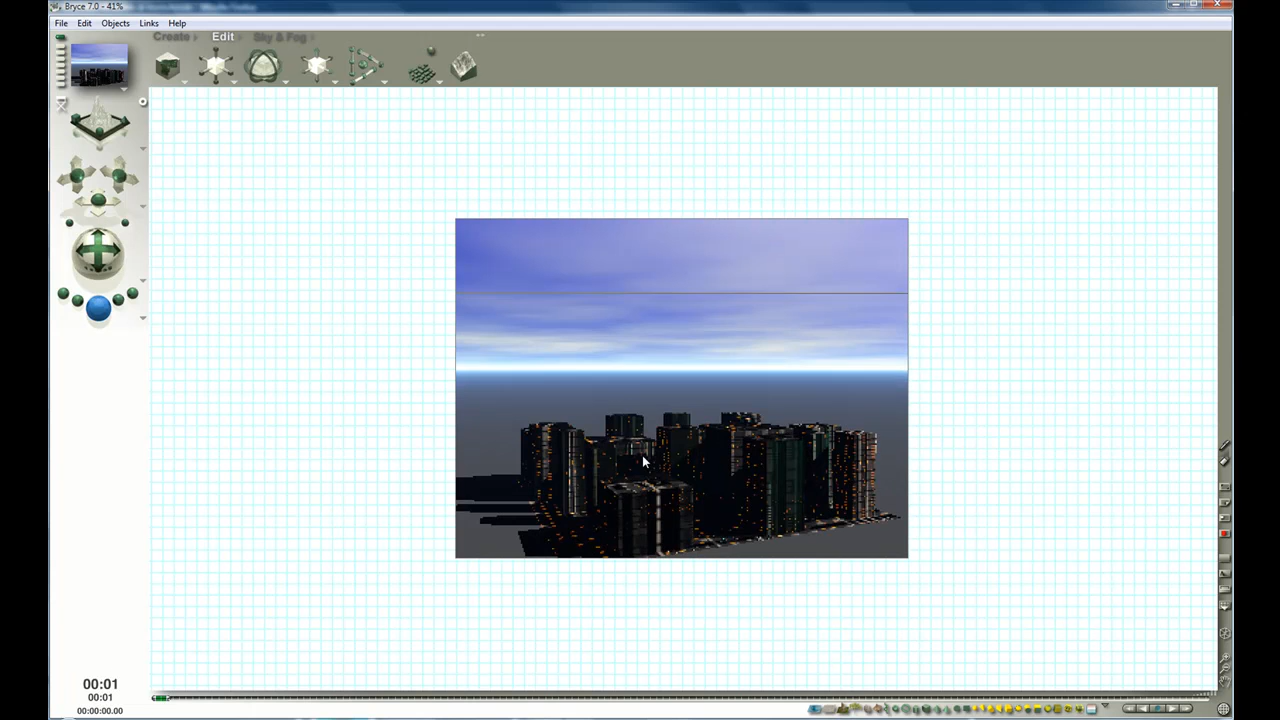 Bryce 7.0 - 41%
File Edit Objects Links Help
Create Edit Sky & Fog
00:01
00:01
00:00:00.00